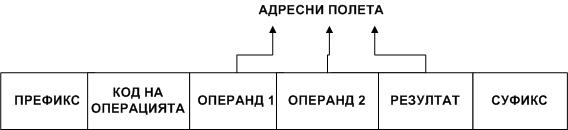 АДРЕСНИ ПОЛЕТА
ПРЕФИКС
КОД НА
ОПЕРАЦИЯТА
ОПЕРАНД 1
ОПЕРАНД 2
РЕЗУЛТАТ
СУФИКС